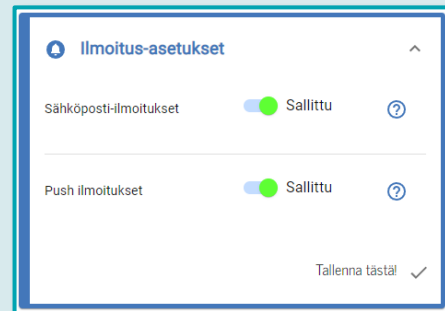 Ilmoitus-asetukset
Sähköposti-ilmoitukset Sallittu
Push ilmoitukset Sallittu
Tallenna tästä!